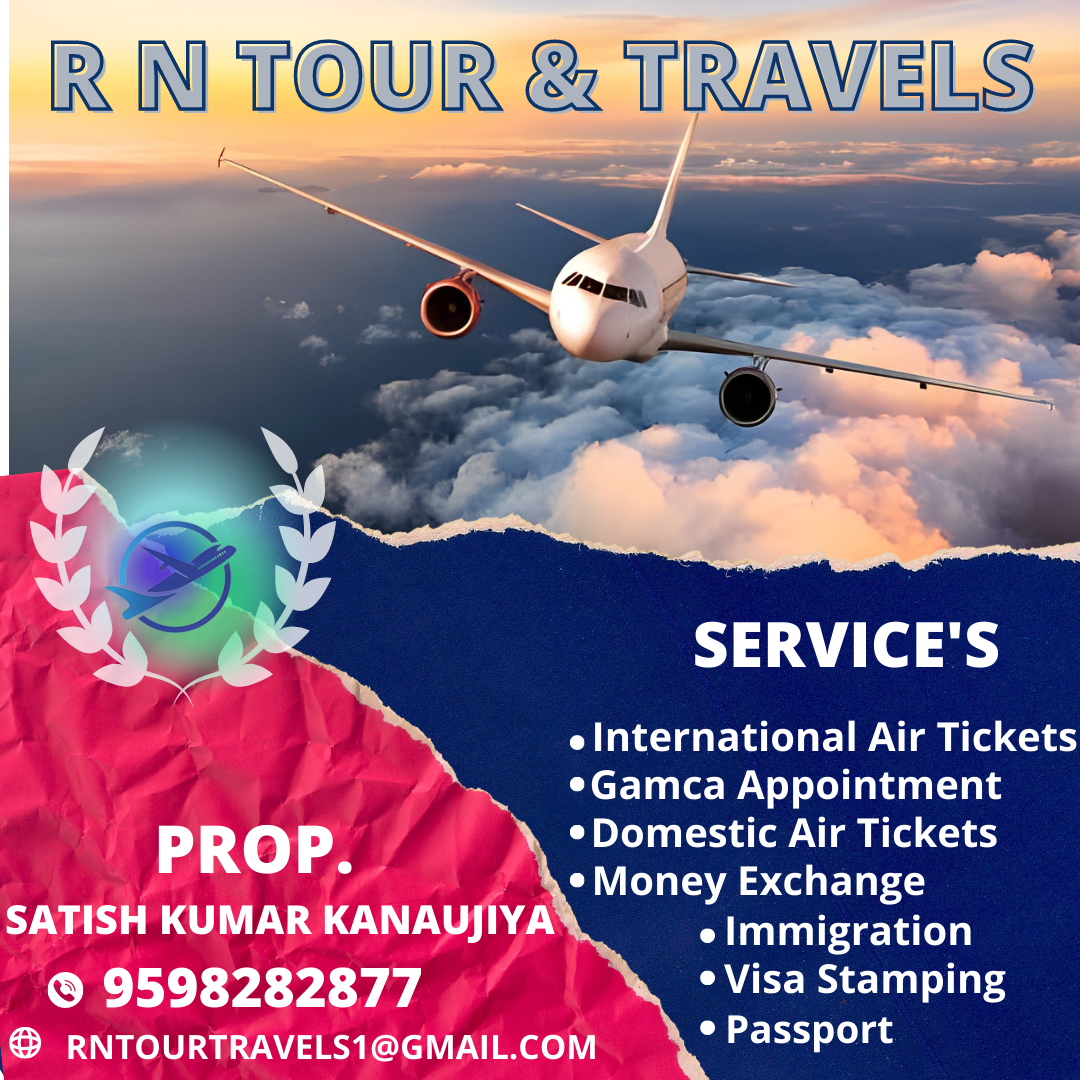 R N TOUR & TRAVELS
SERVICE'S
• International Air Tickets
• Gamca Appointment
• Domestic Air Tickets
• Money Exchange
• Immigration
• Visa Stamping
• Passport
PROP.
SATISH KUMAR KANAUJIYA
9598282877
RNTOURTRAVELS1@GMAIL.COM